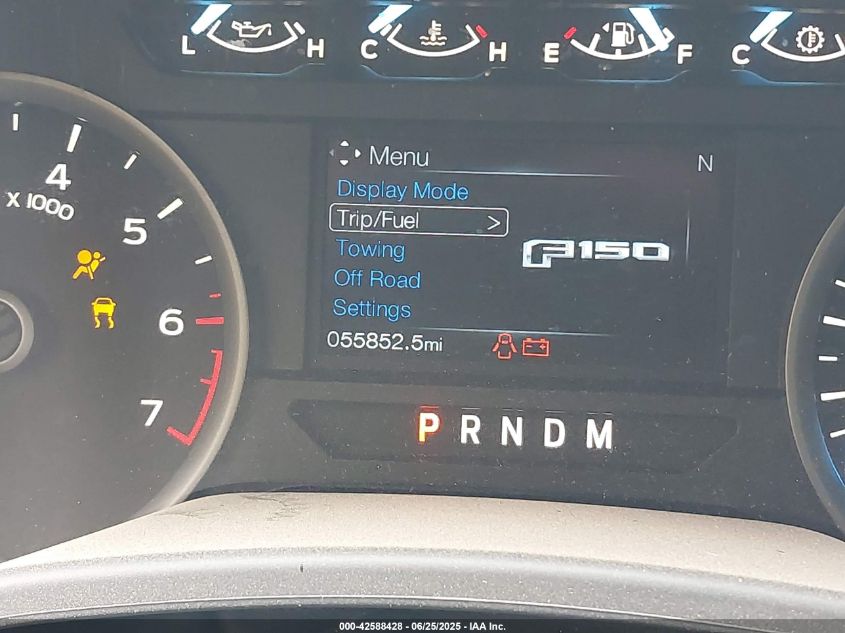 L H C H E F C
4
X 1000
5
6
7
Menu N
Display Mode
Trip/Fuel >
Towing
F150
Off Road
Settings
055852.5mi
P R N D M
000-42588428 - 06/25/2025 - IAA Inc.